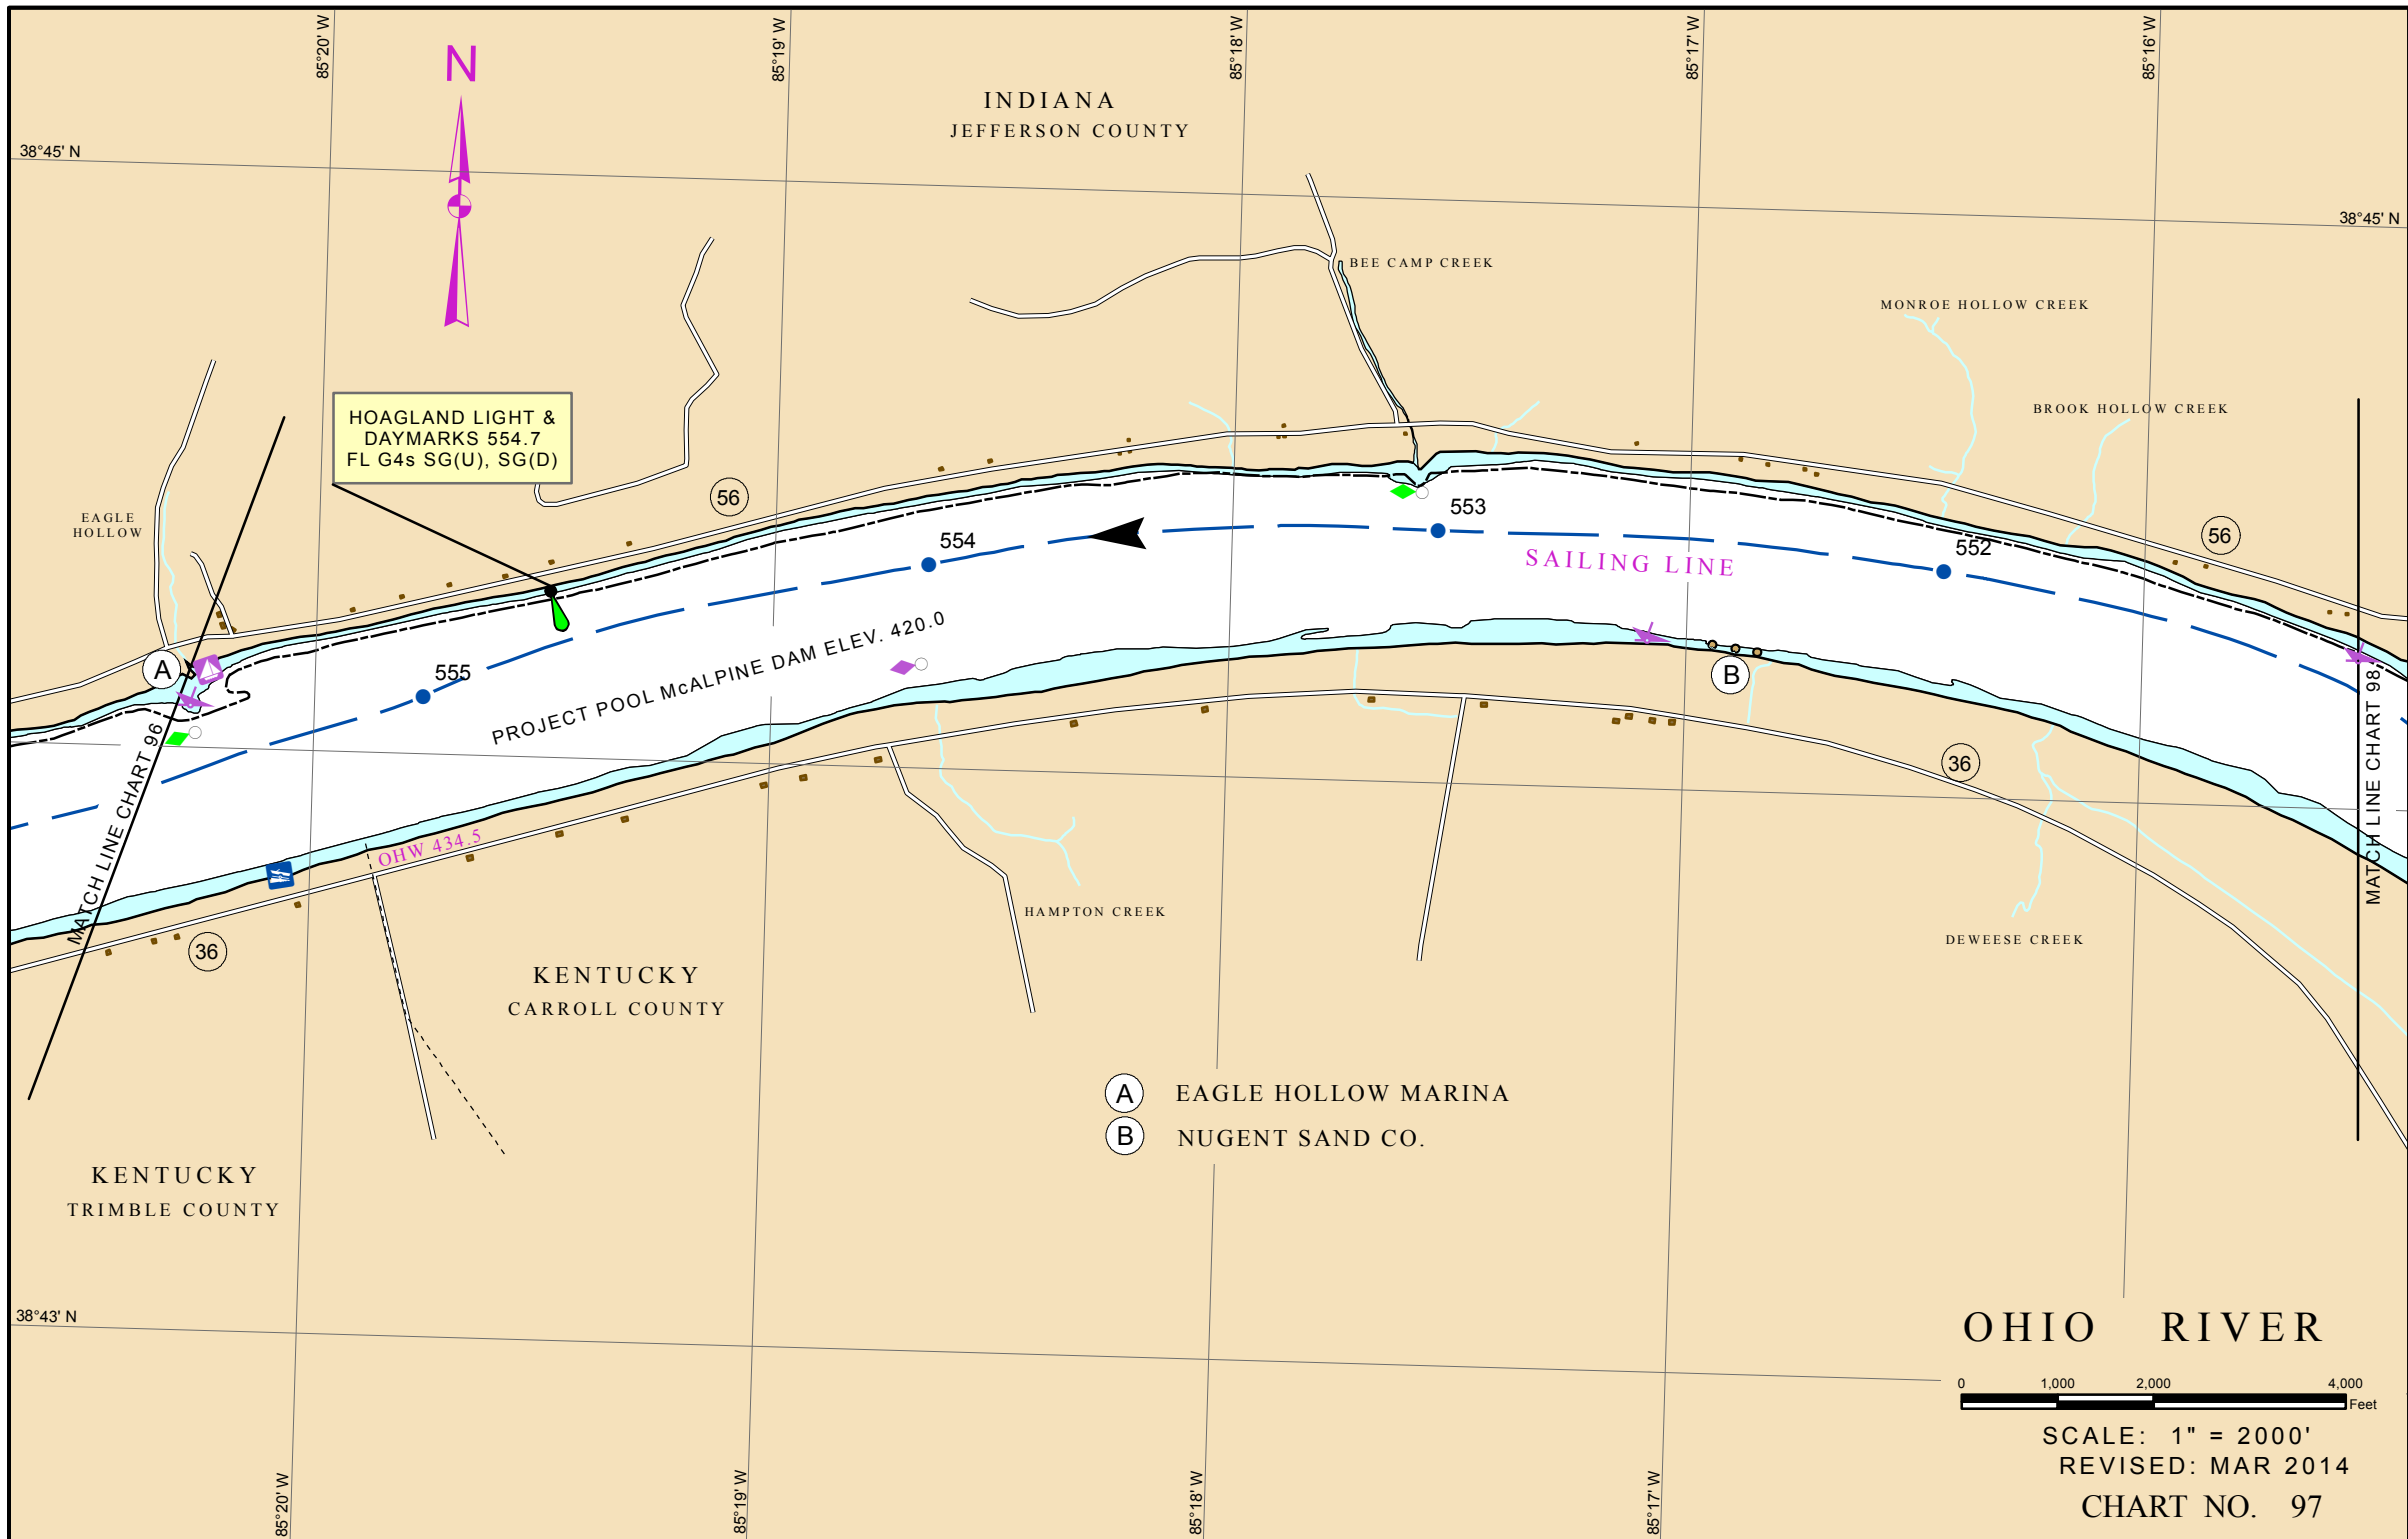 85°20' W
85°19' W
85°18' W
85°17' W
85°16' W
N
INDIANA
JEFFERSON COUNTY
38°45' N
38°45' N
BEE CAMP CREEK
MONROE HOLLOW CREEK
BROOK HOLLOW CREEK
HOAGLAND LIGHT &
DAYMARKS 554.7
FL G4s SG(U), SG(D)
EAGLE
HOLLOW
56
56
553
554
552
555
SAILING LINE
PROJECT POOL McALPINE DAM ELEV. 420.0
A
B
MATCH LINE CHART 96
MATCH LINE CHART 98
36
OHW 434.5
36
HAMPTON CREEK
DEWEESE CREEK
KENTUCKY
CARROLL COUNTY
A EAGLE HOLLOW MARINA
B NUGENT SAND CO.
KENTUCKY
TRIMBLE COUNTY
38°43' N
OHIO RIVER
0 1,000 2,000 4,000
Feet
SCALE: 1" = 2000'
REVISED: MAR 2014
CHART NO. 97
85°20' W
85°19' W
85°18' W
85°17' W